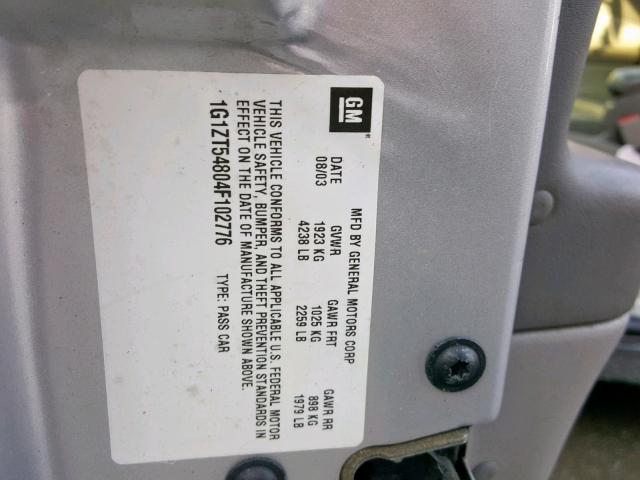 GM
MFD BY GENERAL MOTORS CORP
DATE GVWR GAWR FRT GAWR RR
08/03 1923 KG 1025 KG 898 KG
4238 LB 2259 LB 1979 LB
THIS VEHICLE CONFORMS TO ALL APPLICABLE U.S. FEDERAL MOTOR
VEHICLE SAFETY, BUMPER, AND THEFT PREVENTION STANDARDS IN
EFFECT ON THE DATE OF MANUFACTURE SHOWN ABOVE.
1G1ZT54804F102776 TYPE: PASS CAR